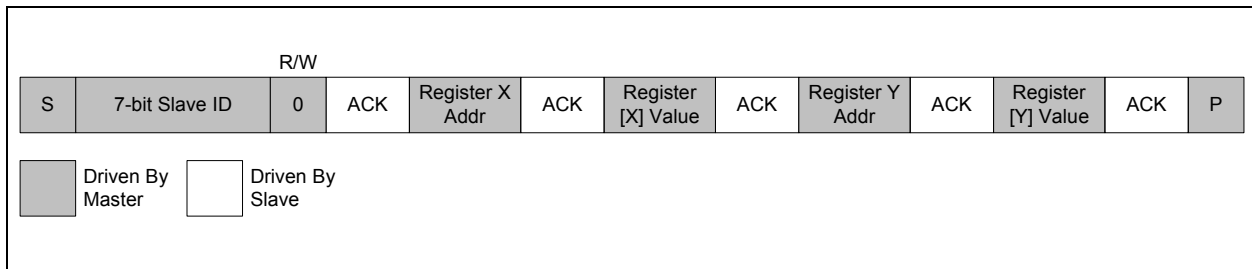 R/W
S 7-bit Slave ID 0 ACK Register X Addr ACK Register [X] Value ACK Register Y Addr ACK Register [Y] Value ACK P
Driven By Master
Driven By Slave